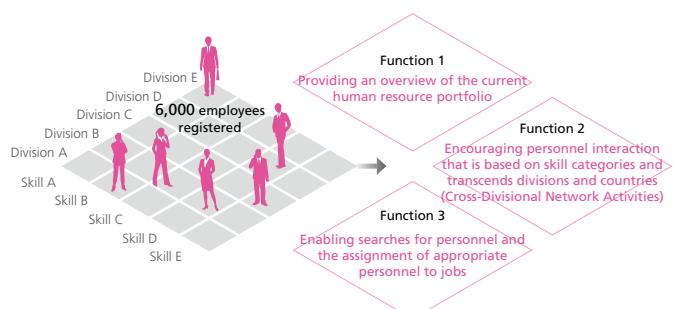 Division E
Division D
Division C
Division B
Division A
6,000 employees
registered
Skill A
Skill B
Skill C
Skill D
Skill E
Function 1
Providing an overview of the current
human resource portfolio
Function 2
Encouraging personnel interaction
that is based on skill categories and
transcends divisions and countries
(Cross-Divisional Network Activities)
Function 3
Enabling searches for personnel and
the assignment of appropriate
personnel to jobs